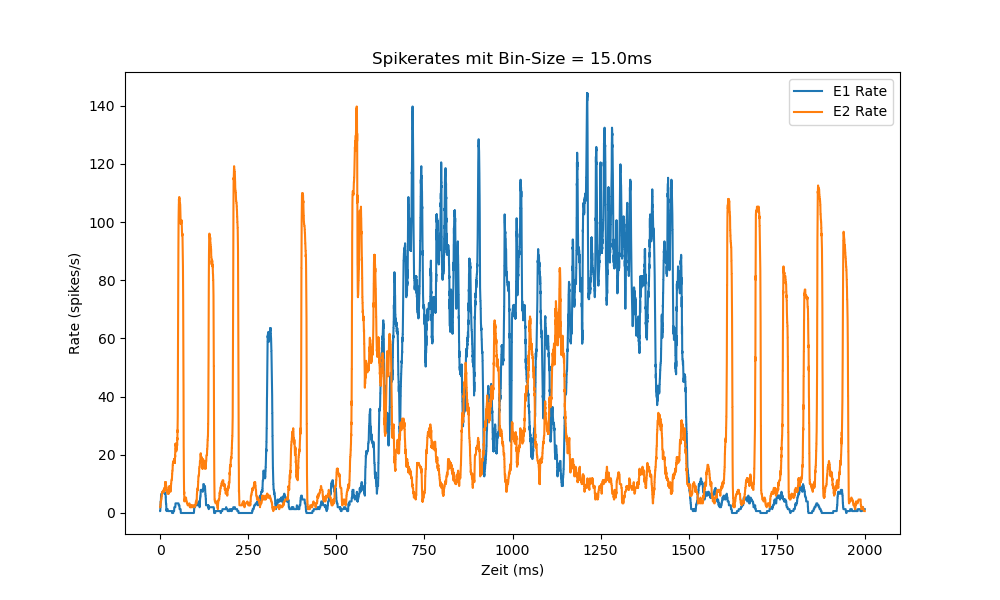 Spikerates mit Bin-Size = 15.0ms
E1 Rate
E2 Rate
Rate (spikes/s)
140
120
100
80
60
40
20
0
0 250 500 750 1000 1250 1500 1750 2000
Zeit (ms)